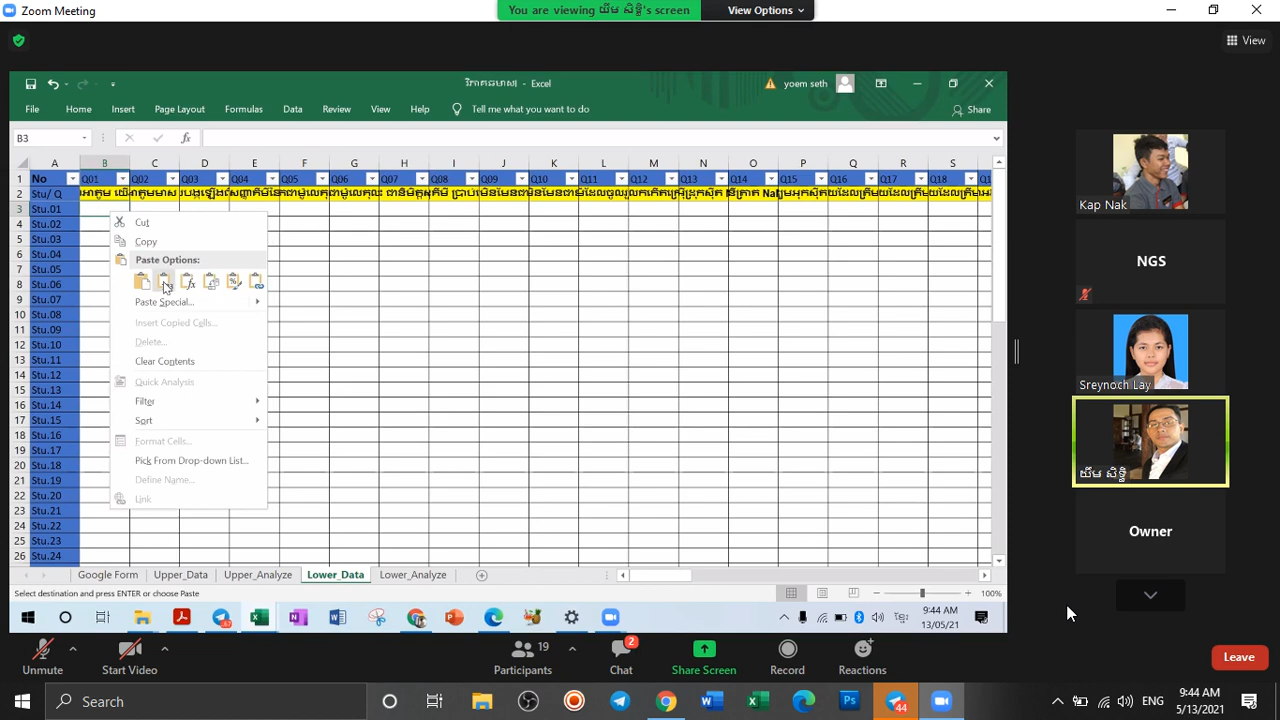 Zoom Meeting
You are viewing យឹម សិទ្ធិ's screen
View Options
View
វិភាគឆមាស1 - Excel
yoem seth
File Home Insert Page Layout Formulas Data Review View Help Tell me what you want to do
Share
B3
fx
A B C D E F G H I J K L M N O P Q R S
1 No Q01 Q02 Q03 Q04 Q05 Q06 Q07 Q08 Q09 Q10 Q11 Q12 Q13 Q14 Q15 Q16 Q17 Q18
2 Stu/ Q
3 Stu.01
4 Stu.02
5 Stu.03
6 Stu.04
7 Stu.05
8 Stu.06
9 Stu.07
10 Stu.08
11 Stu.09
12 Stu.10
13 Stu.11
14 Stu.12
15 Stu.13
16 Stu.14
17 Stu.15
18 Stu.16
19 Stu.17
20 Stu.18
21 Stu.19
22 Stu.20
23 Stu.21
24 Stu.22
25 Stu.23
26 Stu.24
Cut
Copy
Paste Options:
Paste Special...
Insert Copied Cells...
Delete...
Clear Contents
Quick Analysis
Filter
Sort
Format Cells...
Pick From Drop-down List...
Define Name...
Link
Google Form Upper_Data Upper_Analyze Lower_Data Lower_Analyze
Select destination and press ENTER or choose Paste
100%
9:44 AM
13/05/21
Kap Nak
NGS
Sreynoch Lay
យឹម សិទ្ធិ
Owner
Unmute
Start Video
Participants 19
Chat 2
Share Screen
Record
Reactions
Leave
Search
44
ENG
9:44 AM
5/13/2021